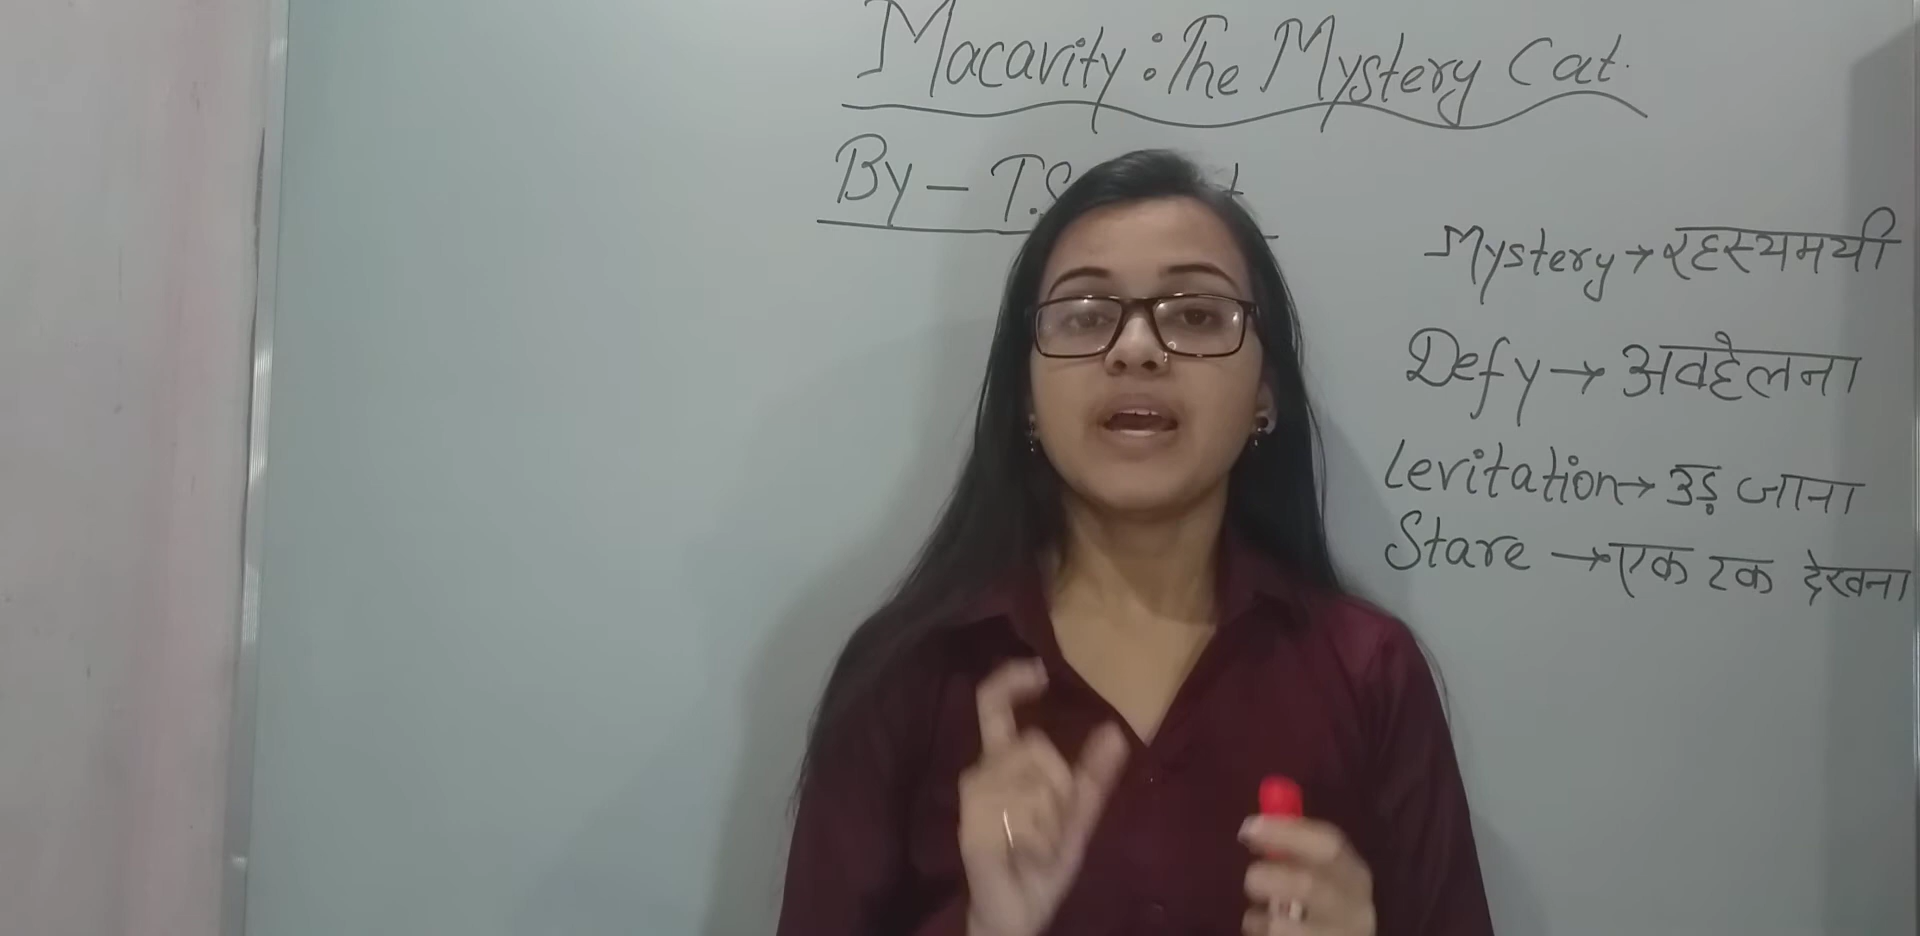 Macavity : The Mystery Cat.
By - T.S
Mystery → रहस्यमयी
Defy → अवहेलना
Levitation → उड़ जाना
Stare → एक टक देखना